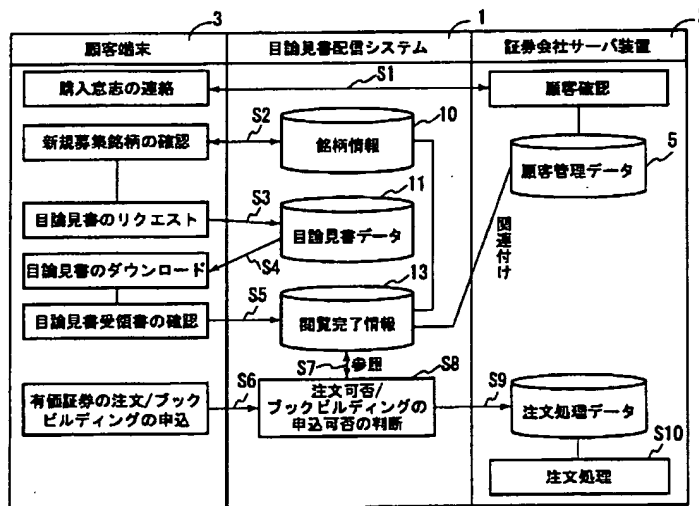 3
1
顧客端末
目論見書配信システム
証券会社サーバ装置
購入意志の連絡
S1
顧客確認
新規募集銘柄の確認
S2
10
銘柄情報
5
顧客管理データ
目論見書のリクエスト
S3
11
目論見書データ
関連付け
目論見書のダウンロード
S4
13
目論見書受領書の確認
S5
閲覧完了情報
S7
参照
S8
有価証券の注文/ブック
ビルディングの申込
S6
注文可否/
ブックビルディングの
申込可否の判断
S9
注文処理データ
S10
注文処理